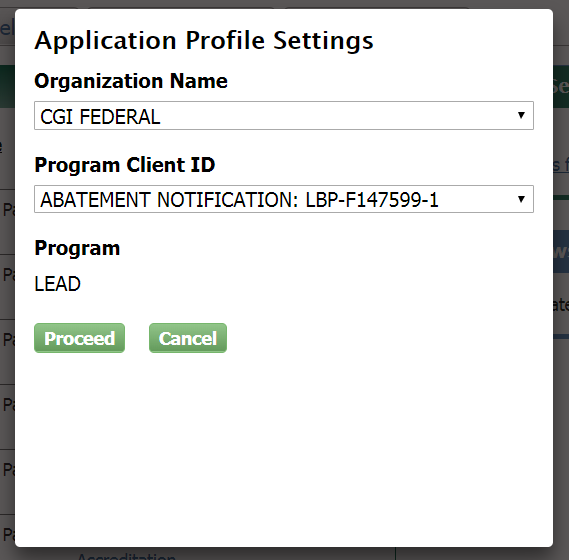 Application Profile Settings
Organization Name
CGI FEDERAL
Program Client ID
ABATEMENT NOTIFICATION: LBP-F147599-1
Program
LEAD
Proceed Cancel
Accreditation